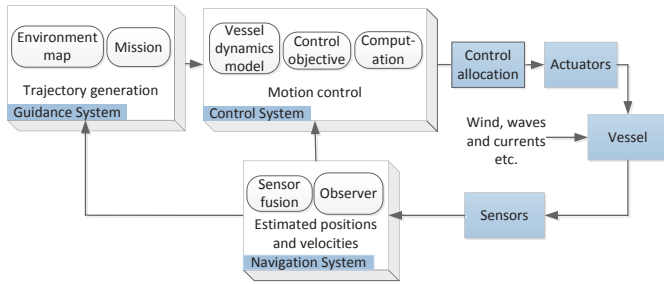 Environment
map
Mission
Trajectory generation
Guidance System
Vessel
dynamics
model
Control
objective
Comput-
ation
Motion control
Control System
Control
allocation
Actuators
Wind, waves
and currents
etc.
Vessel
Sensors
Sensor
fusion
Observer
Estimated positions
and velocities
Navigation System